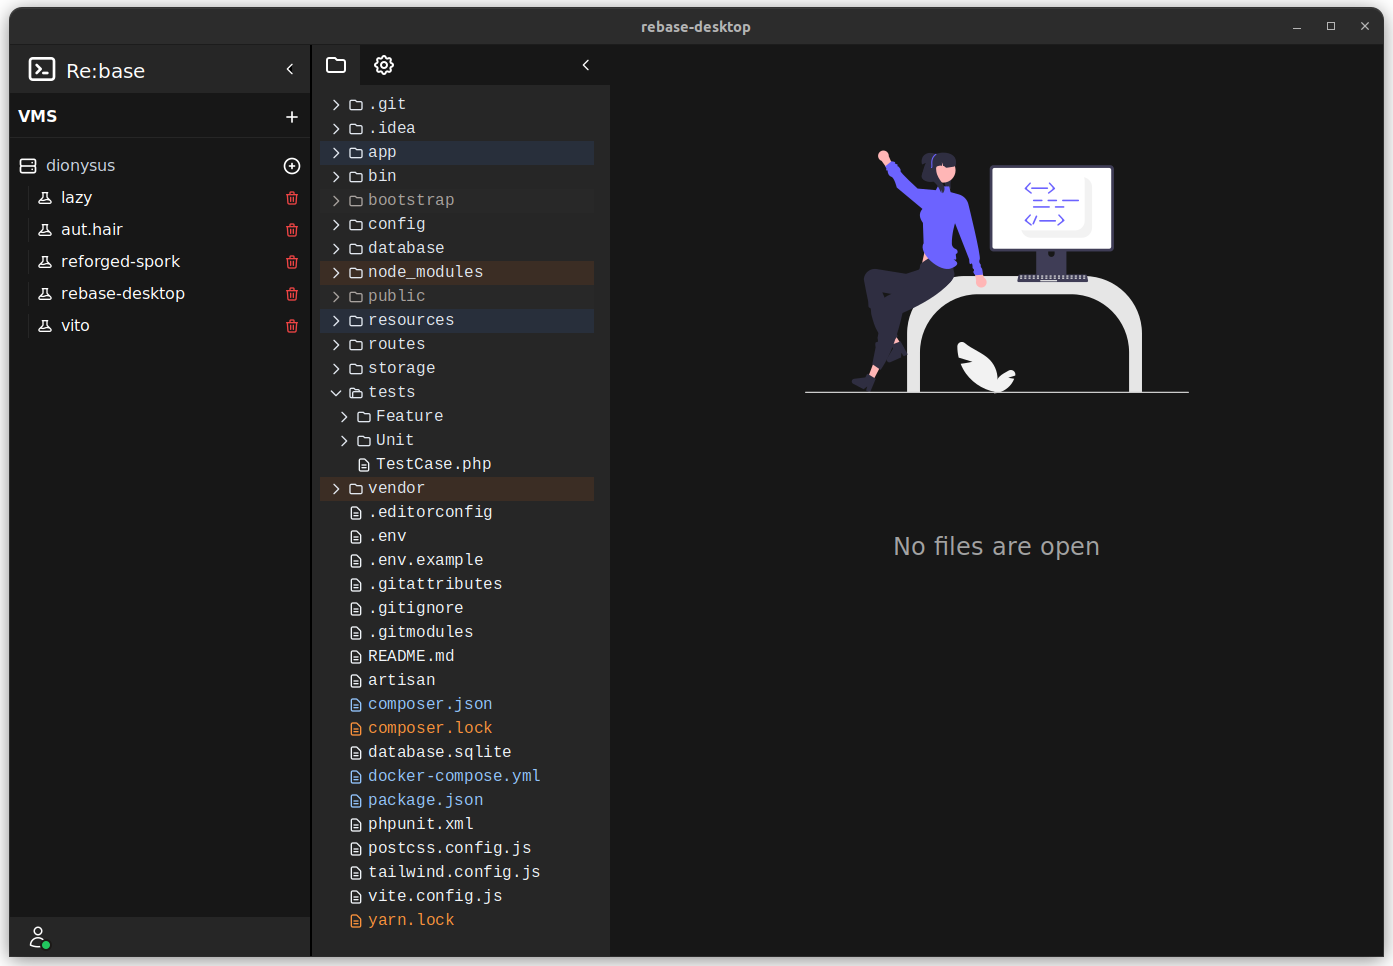 rebase-desktop
Re:base
VMS
dionysus
lazy
aut.hair
reforged-spork
rebase-desktop
vito
.git
.idea
app
bin
bootstrap
config
database
node_modules
public
resources
routes
storage
tests
Feature
Unit
TestCase.php
vendor
.editorconfig
.env
.env.example
.gitattributes
.gitignore
.gitmodules
README.md
artisan
composer.json
composer.lock
database.sqlite
docker-compose.yml
package.json
phpunit.xml
postcss.config.js
tailwind.config.js
vite.config.js
yarn.lock
No files are open